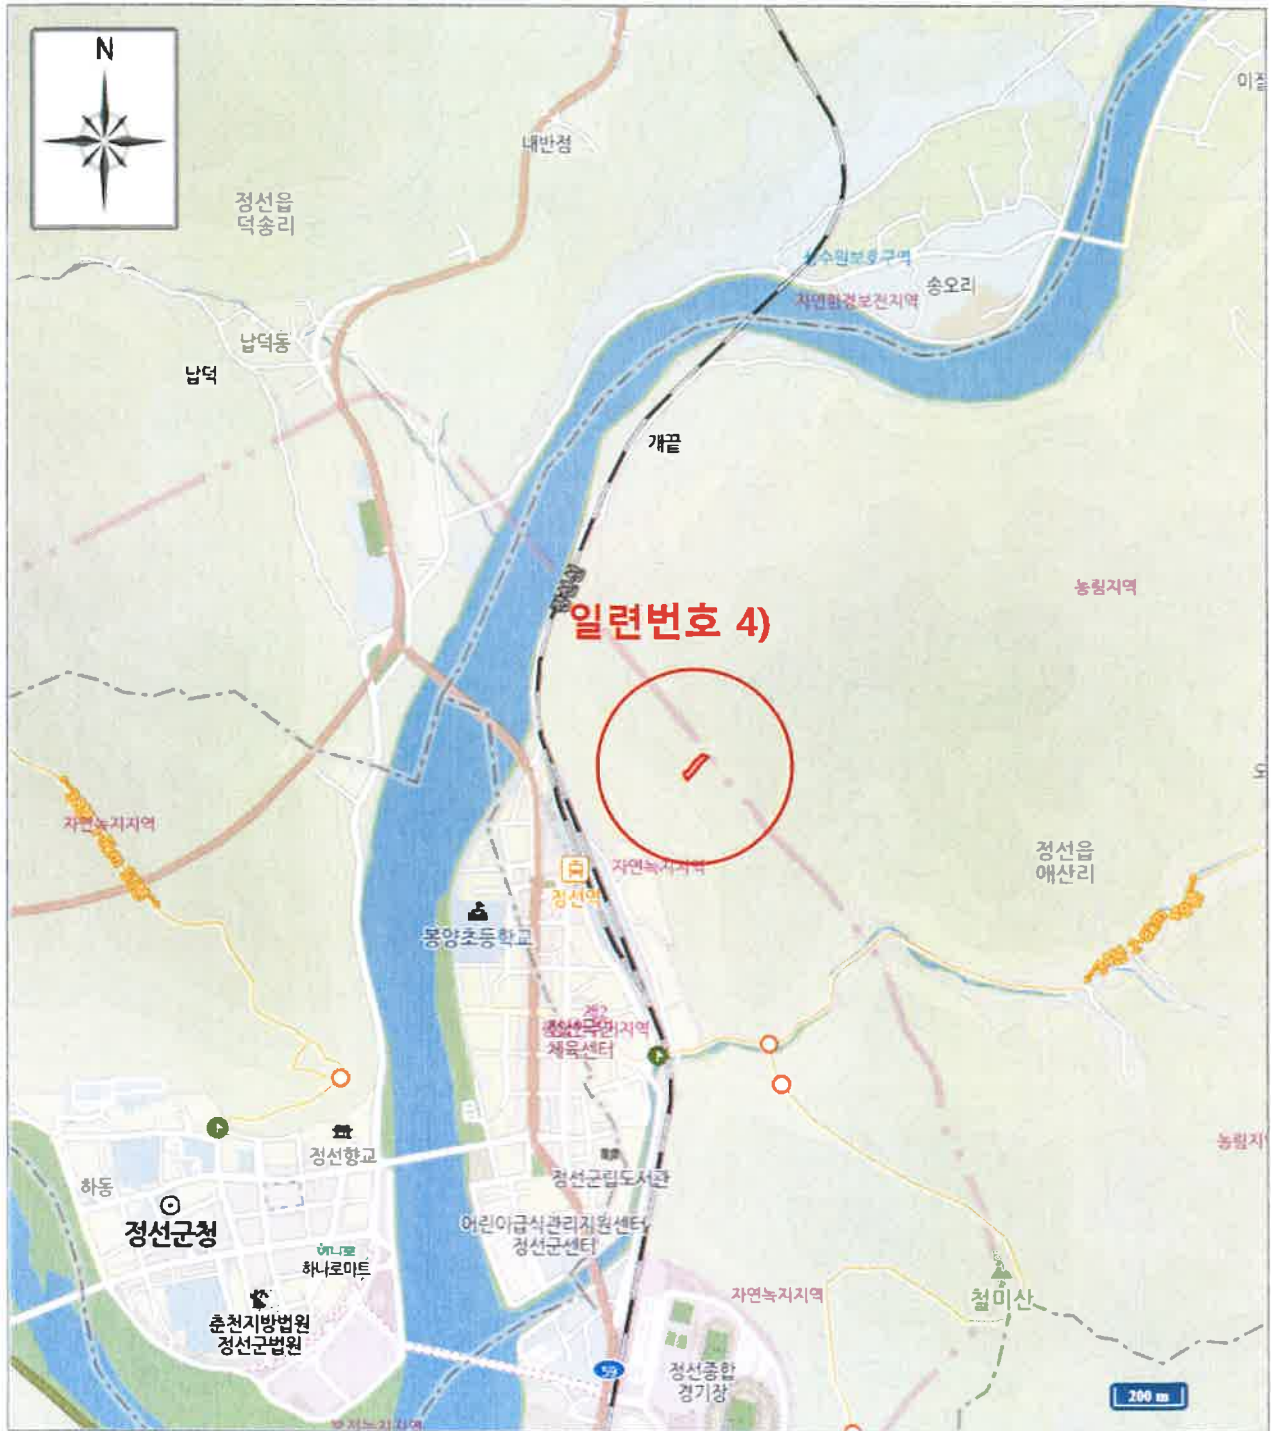 N
내반점
정선읍
덕송리
상수원보호구역
자연환경보전지역
송오리
납덕동
납덕
개끝
농림지역
일련번호 4)
자연녹지지역
정선읍
애산리
자연녹지지역
정선역
봉양초등학교
체육센터
정선향교
하동
정선군청
정선군립도서관
어린이급식관리지원센터
정선군센터
하나로
하나로마트
춘천지방법원
정선군법원
자연녹지지역
철미산
59
정선종합
경기장
200 m